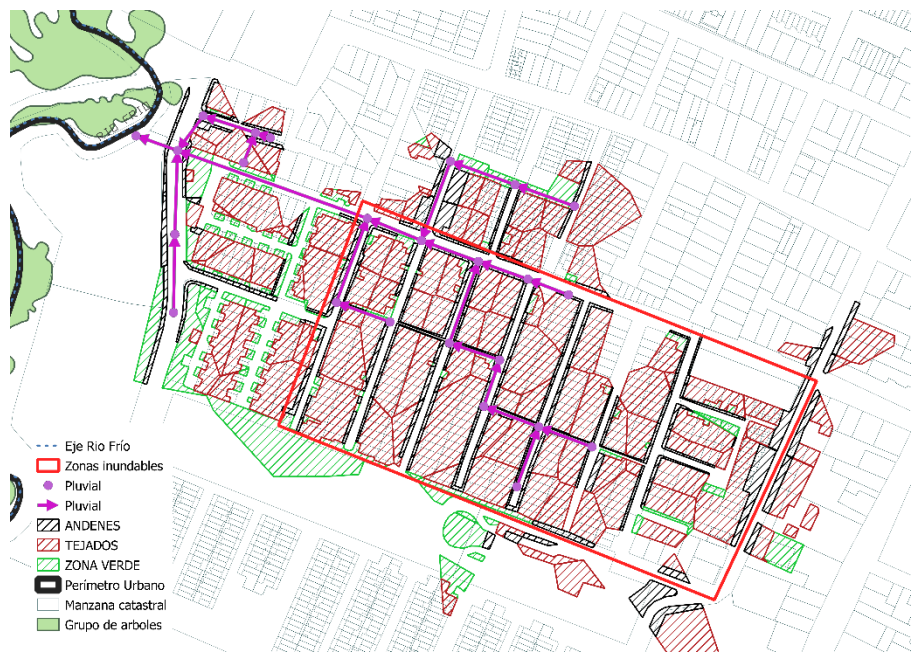 Eje Rio Frío
Zonas inundables
Pluvial
Pluvial
ANDENES
TEJADOS
ZONA VERDE
Perímetro Urbano
Manzana catastral
Grupo de arboles